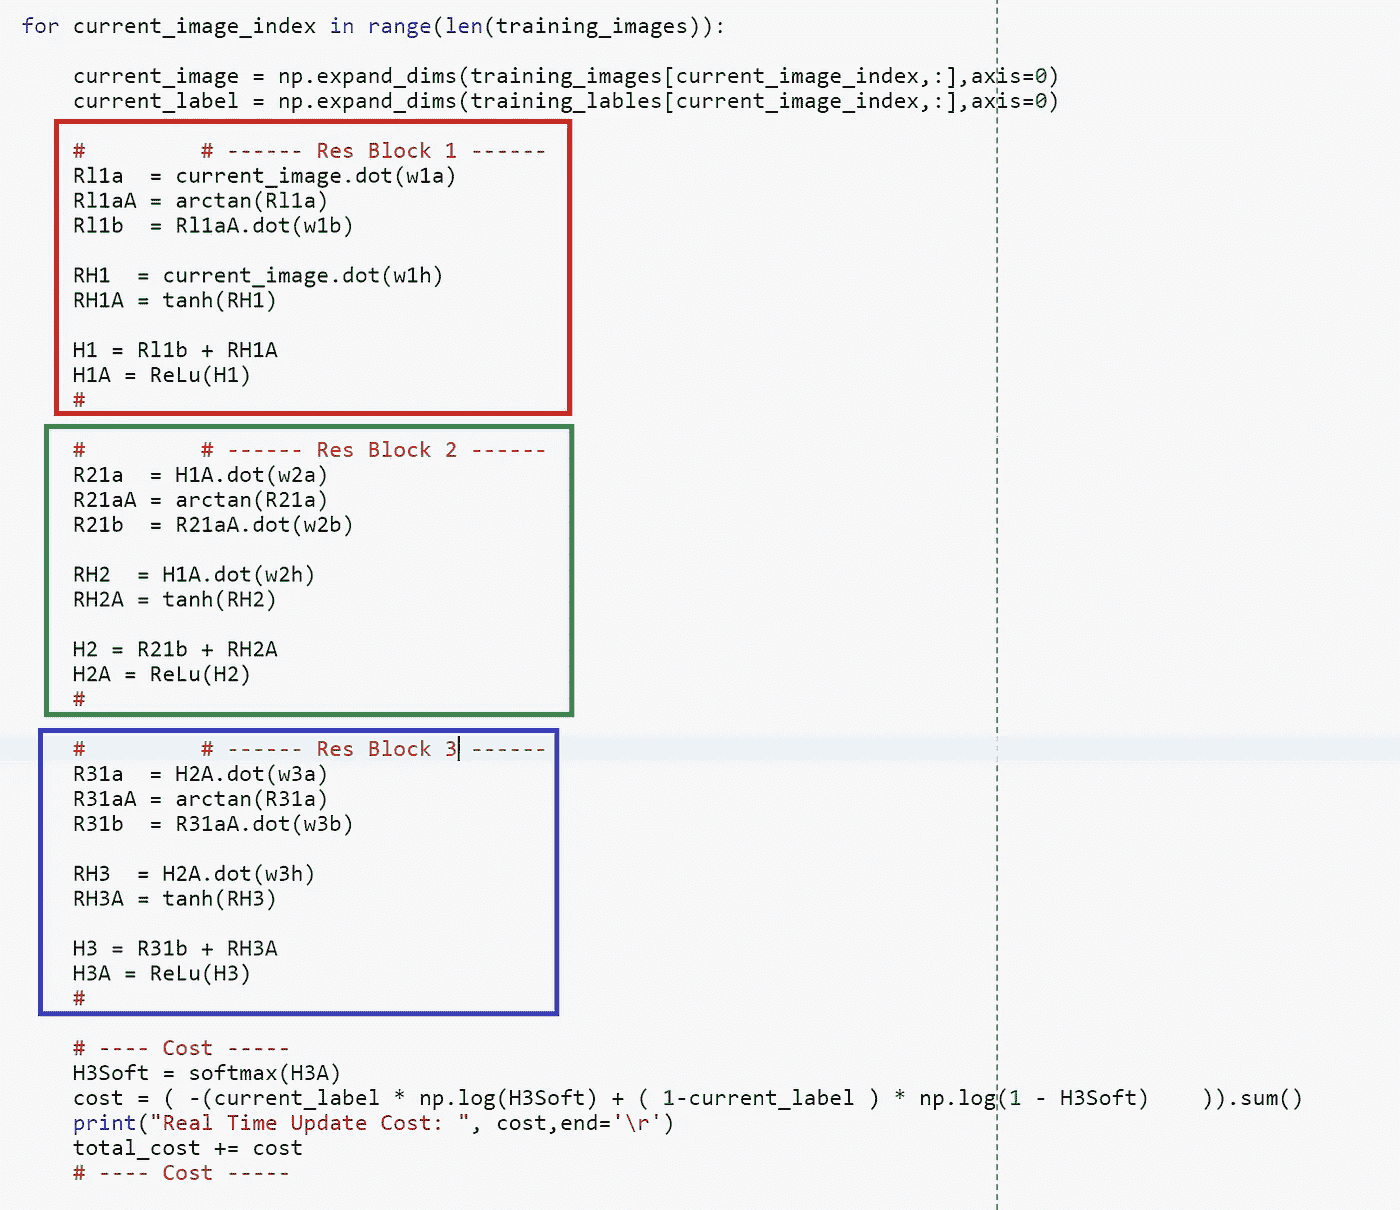 for current_image_index in range(len(training_images)):
current_image = np.expand_dims(training_images[current_image_index,:],axis=0)
current_label = np.expand_dims(training_lables[current_image_index,:],axis=0)
#         # ------ Res Block 1 ------
Rl1a  = current_image.dot(w1a)
Rl1aA = arctan(Rl1a)
Rl1b  = Rl1aA.dot(w1b)
RH1  = current_image.dot(w1h)
RH1A = tanh(RH1)
H1 = Rl1b + RH1A
H1A = ReLu(H1)
#
#         # ------ Res Block 2 ------
R21a  = H1A.dot(w2a)
R21aA = arctan(R21a)
R21b  = R21aA.dot(w2b)
RH2  = H1A.dot(w2h)
RH2A = tanh(RH2)
H2 = R21b + RH2A
H2A = ReLu(H2)
#
#         # ------ Res Block 3 ------
R31a  = H2A.dot(w3a)
R31aA = arctan(R31a)
R31b  = R31aA.dot(w3b)
RH3  = H2A.dot(w3h)
RH3A = tanh(RH3)
H3 = R31b + RH3A
H3A = ReLu(H3)
#
# ---- Cost -----
H3Soft = softmax(H3A)
cost = ( -(current_label * np.log(H3Soft) + ( 1-current_label ) * np.log(1 - H3Soft)    )).sum()
print("Real Time Update Cost: ", cost,end='\r')
total_cost += cost
# ---- Cost -----